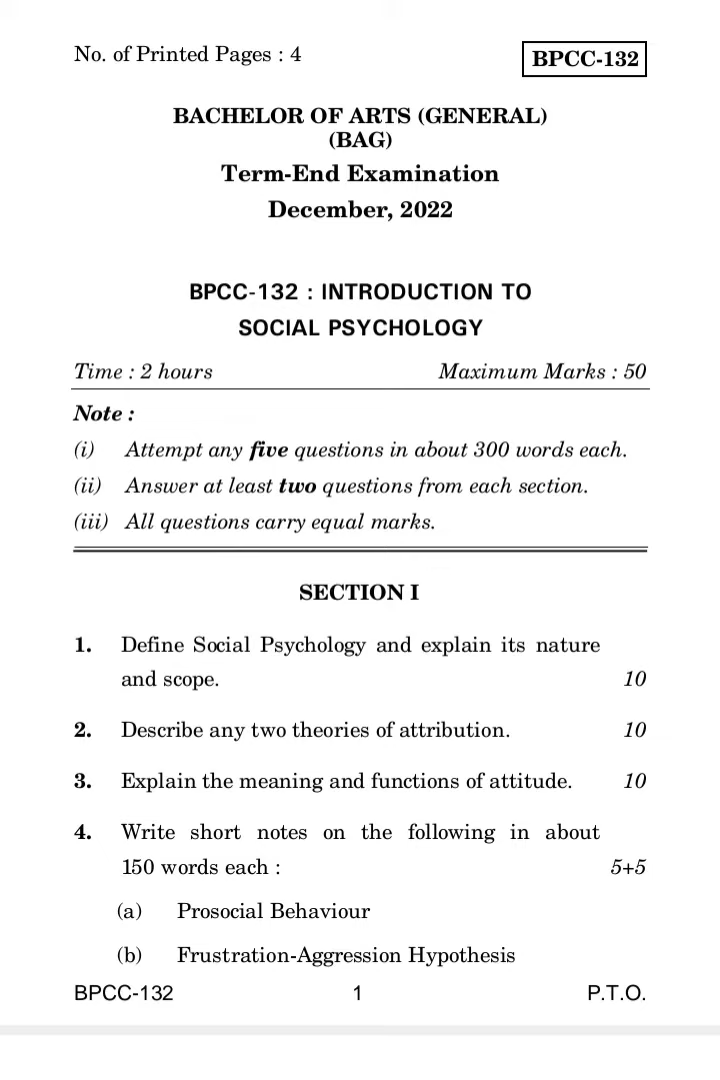 No. of Printed Pages : 4
BPCC-132
BACHELOR OF ARTS (GENERAL)
(BAG)
Term-End Examination
December, 2022
BPCC-132 : INTRODUCTION TO
SOCIAL PSYCHOLOGY
Time : 2 hours Maximum Marks : 50
Note :
(i) Attempt any five questions in about 300 words each.
(ii) Answer at least two questions from each section.
(iii) All questions carry equal marks.
SECTION I
1. Define Social Psychology and explain its nature
and scope. 10
2. Describe any two theories of attribution. 10
3. Explain the meaning and functions of attitude. 10
4. Write short notes on the following in about
150 words each : 5+5
(a) Prosocial Behaviour
(b) Frustration-Aggression Hypothesis
BPCC-132 1 P.T.O.